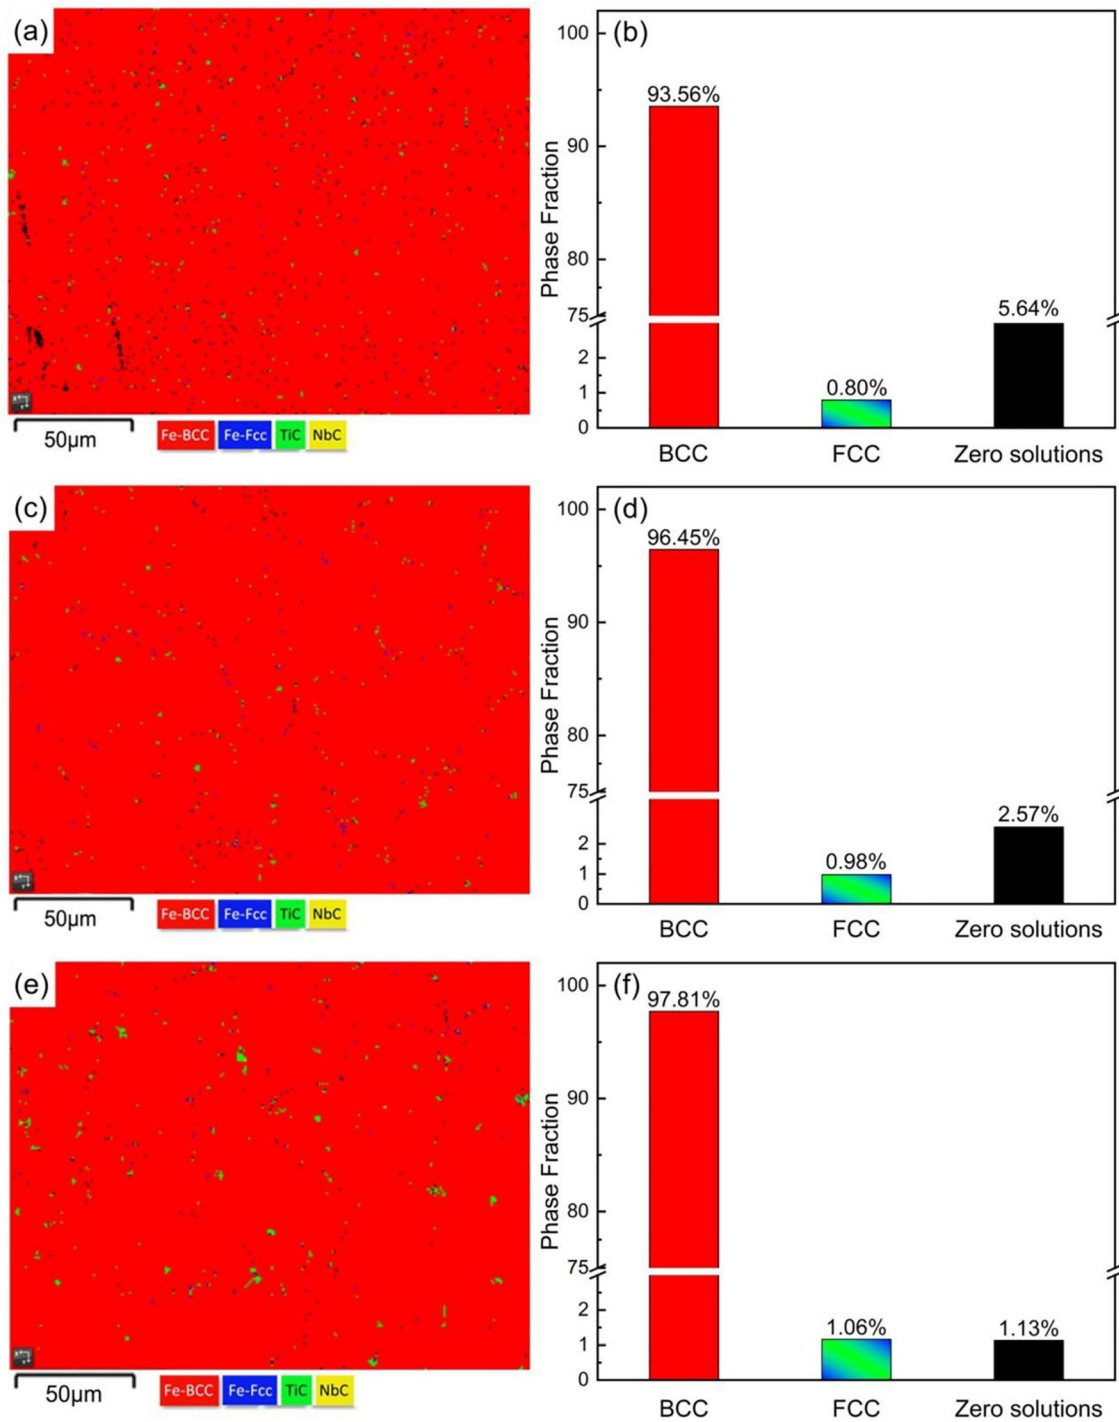 (a)
50μm
Fe-BCC Fe-Fcc TiC NbC
(b)
Phase Fraction
100
90
80
75
2
1
0
93.56%
0.80%
5.64%
BCC FCC Zero solutions
(c)
50μm
Fe-BCC Fe-Fcc TiC NbC
(d)
Phase Fraction
100
90
80
75
2
1
0
96.45%
0.98%
2.57%
BCC FCC Zero solutions
(e)
50μm
Fe-BCC Fe-Fcc TiC NbC
(f)
Phase Fraction
100
90
80
75
2
1
0
97.81%
1.06%
1.13%
BCC FCC Zero solutions